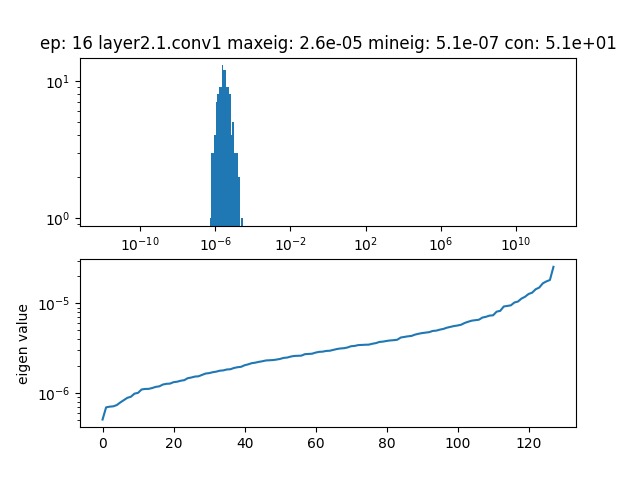 ep: 16 layer2.1.conv1 maxeig: 2.6e-05 mineig: 5.1e-07 con: 5.1e+01
10¹
10⁰
10⁻¹⁰ 10⁻⁶ 10⁻² 10² 10⁶ 10¹⁰
eigen value
10⁻⁵
10⁻⁶
0 20 40 60 80 100 120